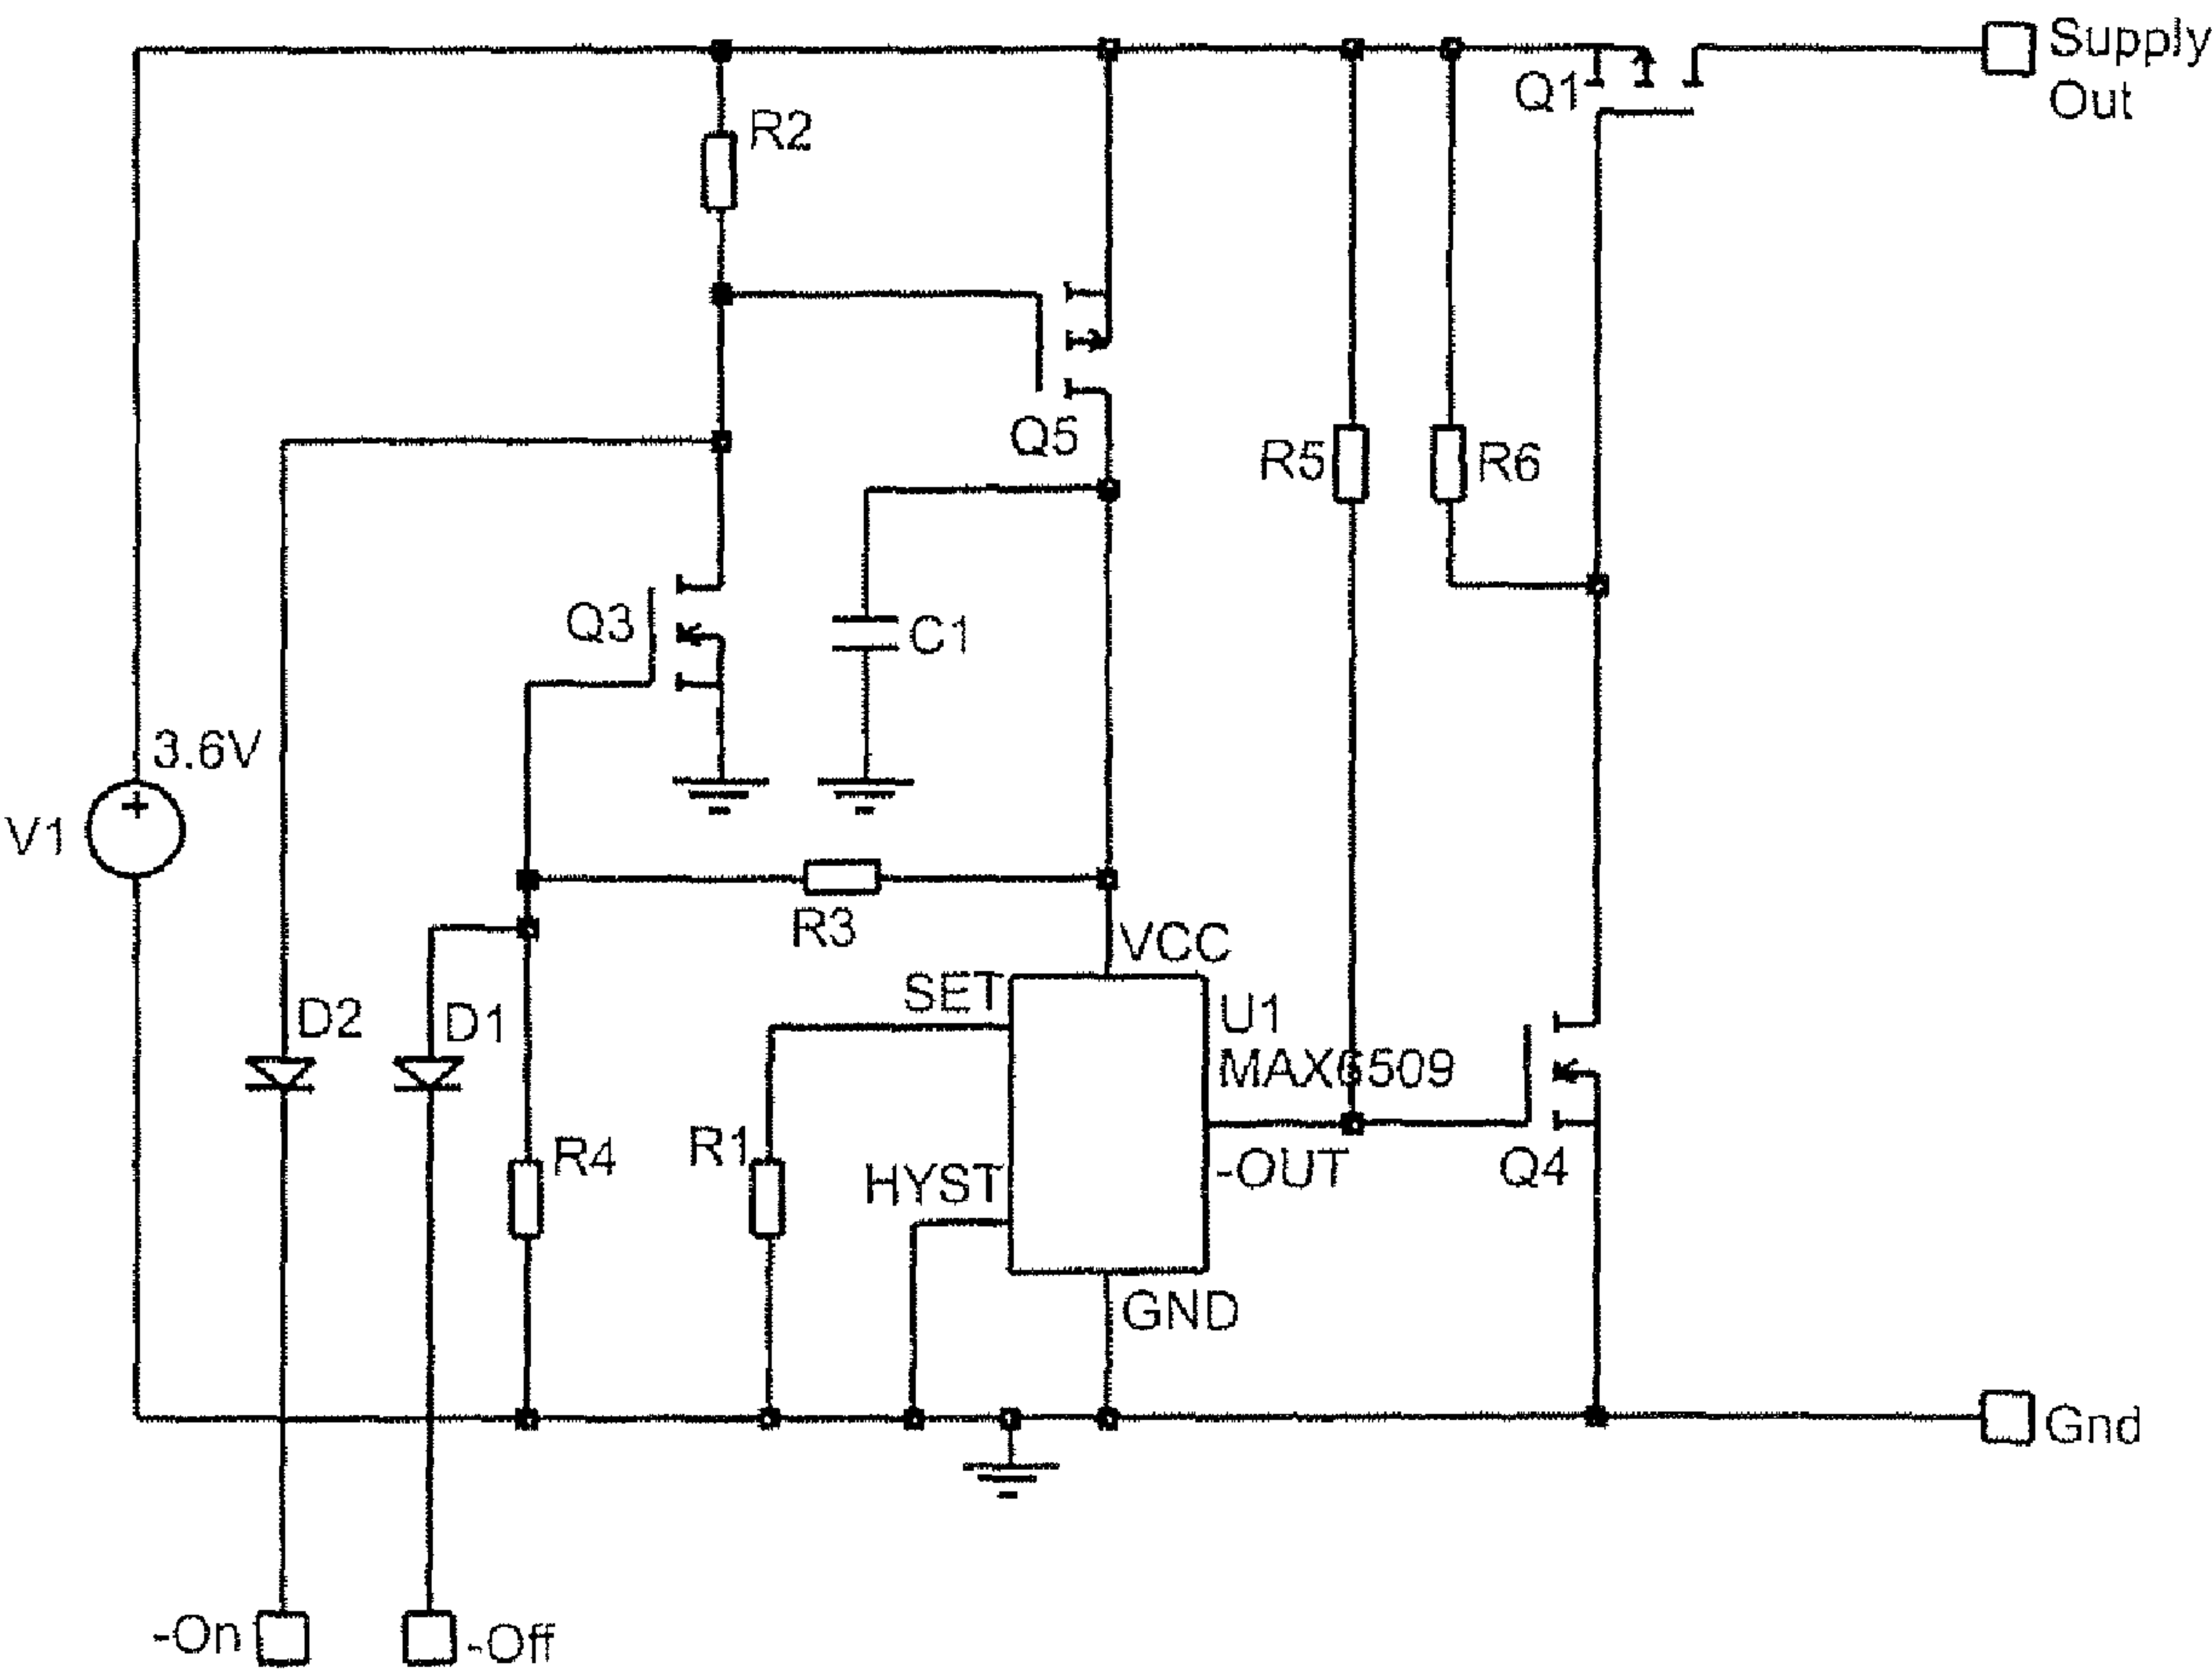 Supply
Out
Q1
R2
Q5
R5
R6
Q3
C1
3.6V
V1
R3
VCC
SET
U1
MAX6509
D2
D1
R4
R1
HYST
-OUT
Q4
GND
Gnd
-On
-Off